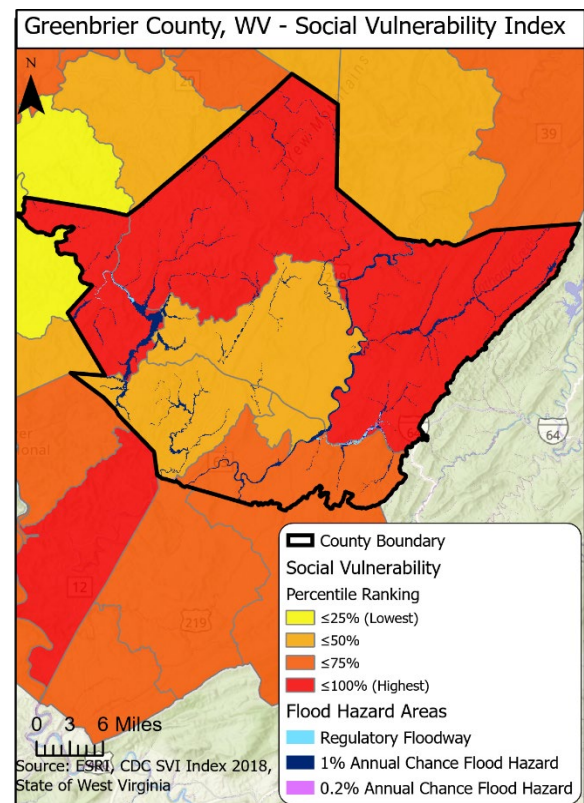 Greenbrier County, WV - Social Vulnerability Index
N
39
219
64
12
219
County Boundary
Social Vulnerability
Percentile Ranking
≤25% (Lowest)
≤50%
≤75%
≤100% (Highest)
Flood Hazard Areas
Regulatory Floodway
1% Annual Chance Flood Hazard
0.2% Annual Chance Flood Hazard
0 3 6 Miles
Source: ESRI, CDC SVI Index 2018,
State of West Virginia